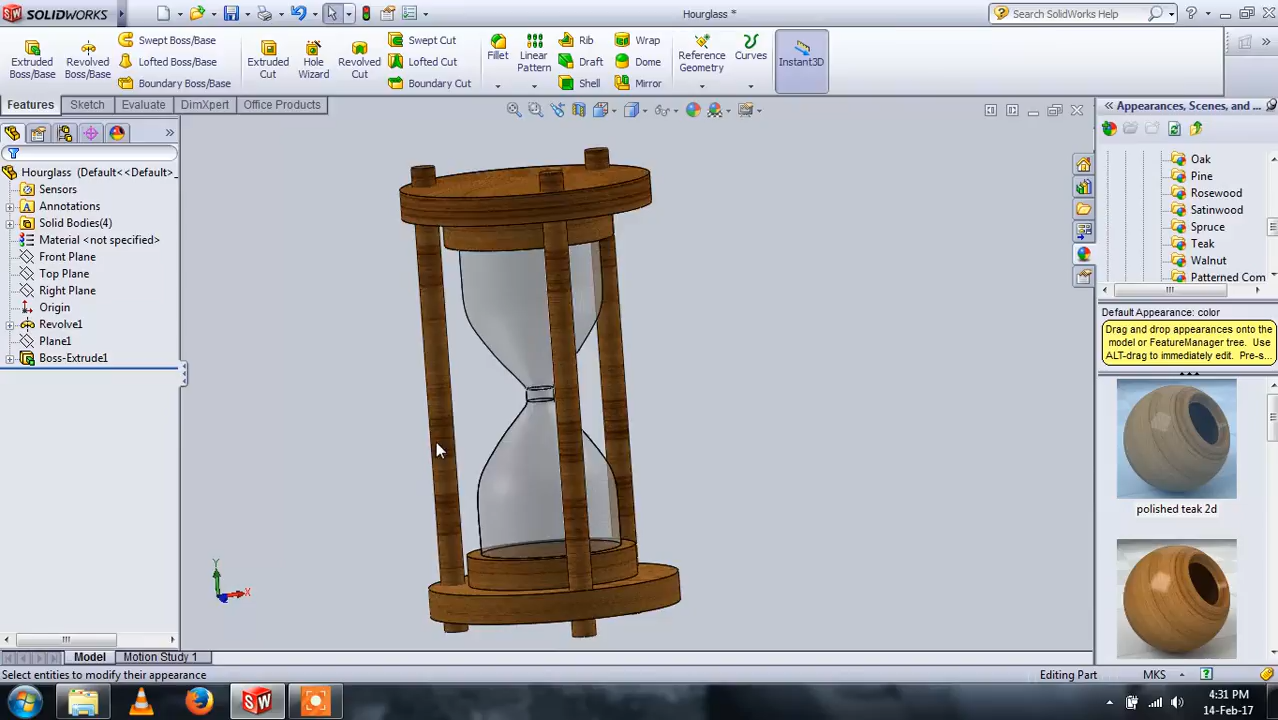 SOLIDWORKS
Hourglass *
Search SolidWorks Help
Extruded Boss/Base
Revolved Boss/Base
Swept Boss/Base
Lofted Boss/Base
Boundary Boss/Base
Extruded Cut
Hole Wizard
Revolved Cut
Swept Cut
Lofted Cut
Boundary Cut
Fillet
Linear Pattern
Rib
Draft
Shell
Wrap
Dome
Mirror
Reference Geometry
Curves
Instant3D
Features
Sketch
Evaluate
DimXpert
Office Products
Hourglass (Default<<Default>_
Sensors
Annotations
Solid Bodies(4)
Material <not specified>
Front Plane
Top Plane
Right Plane
Origin
Revolve1
Plane1
Boss-Extrude1
Y
X
Appearances, Scenes, and ...
Oak
Pine
Rosewood
Satinwood
Spruce
Teak
Walnut
Patterned Com
Default Appearance: color
Drag and drop appearances onto the
model or FeatureManager tree. Use
ALT-drag to immediately edit. Pre-s...
polished teak 2d
Model
Motion Study 1
Select entities to modify their appearance
Editing Part
MKS
4:31 PM
14-Feb-17